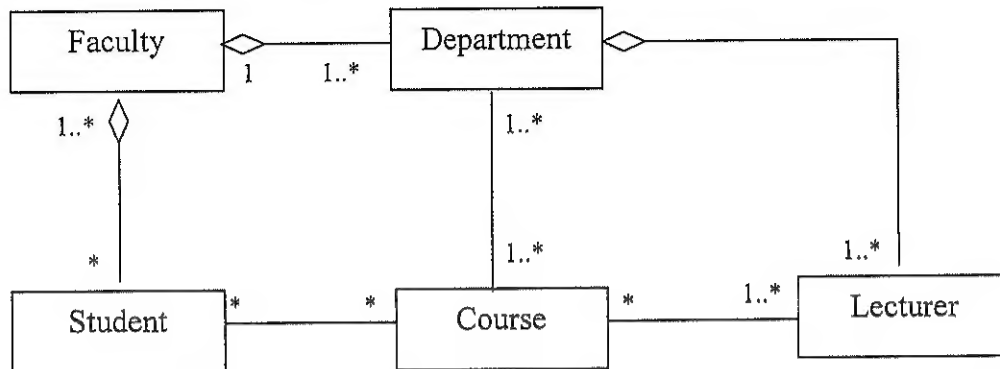 Faculty
Department
1
1..*
1..*
1..*
*
1..*
1..*
Student
*
*
Course
*
1..*
Lecturer